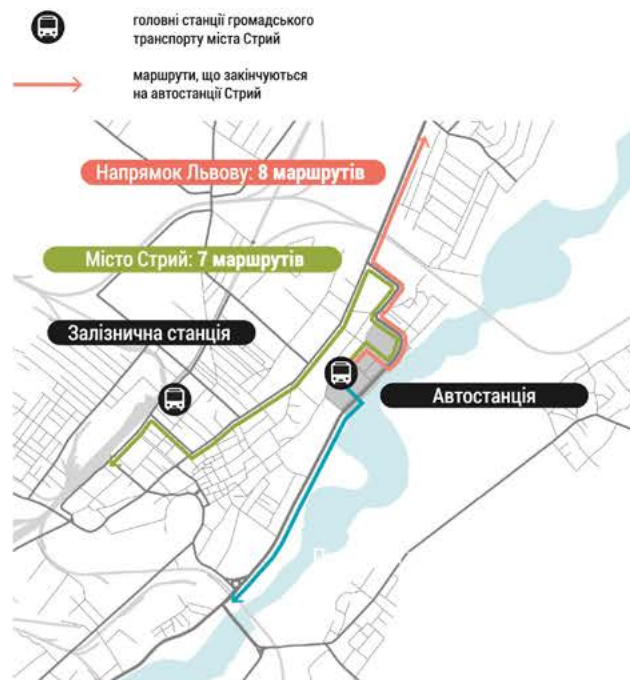 головні станції громадського
транспорту міста Стрий
маршрути, що закінчуються
на автостанції Стрий
Напрямок Львову: 8 маршрутів
Місто Стрий: 7 маршрутів
Залізнична станція
Автостанція